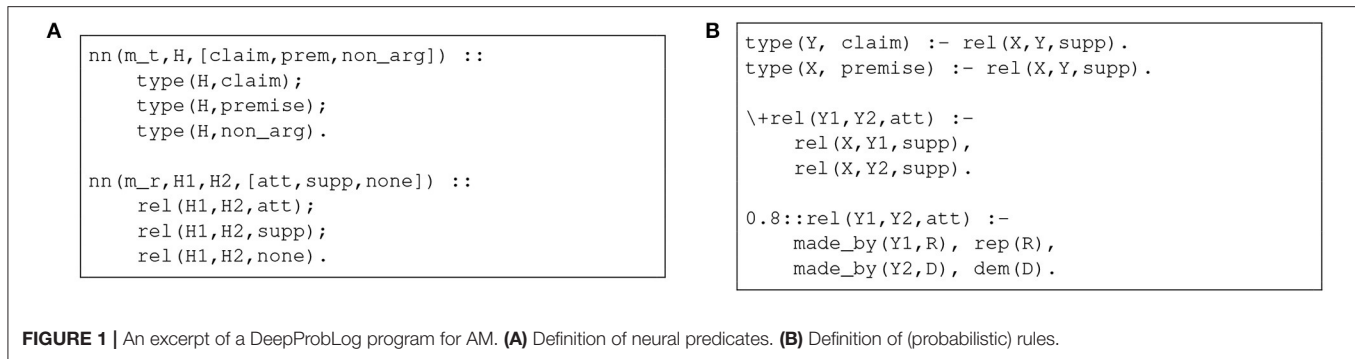 A
nn(m_t,H,[claim,prem,non_arg]) ::
type(H,claim);
type(H,premise);
type(H,non_arg).
nn(m_r,H1,H2,[att,supp,none]) ::
rel(H1,H2,att);
rel(H1,H2,supp);
rel(H1,H2,none).
B
type(Y, claim) :- rel(X,Y,supp).
type(X, premise) :- rel(X,Y,supp).
\+rel(Y1,Y2,att) :-
rel(X,Y1,supp),
rel(X,Y2,supp).
0.8::rel(Y1,Y2,att) :-
made_by(Y1,R), rep(R),
made_by(Y2,D), dem(D).
FIGURE 1 | An excerpt of a DeepProbLog program for AM. (A) Definition of neural predicates. (B) Definition of (probabilistic) rules.